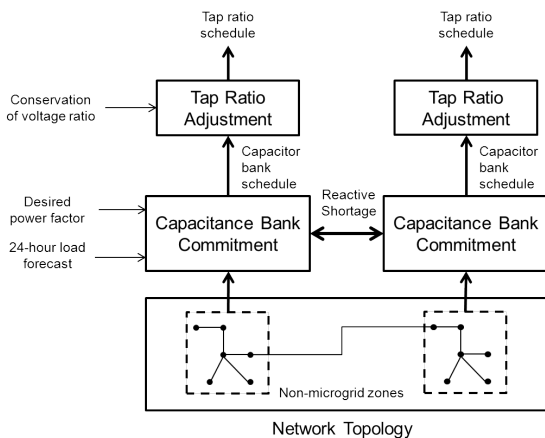 Tap ratio
schedule
Tap ratio
schedule
Conservation
of voltage ratio
Tap Ratio
Adjustment
Tap Ratio
Adjustment
Capacitor
bank
schedule
Capacitor
bank
schedule
Desired
power factor
24-hour load
forecast
Capacitance Bank
Commitment
Reactive
Shortage
Capacitance Bank
Commitment
Non-microgrid zones
Network Topology